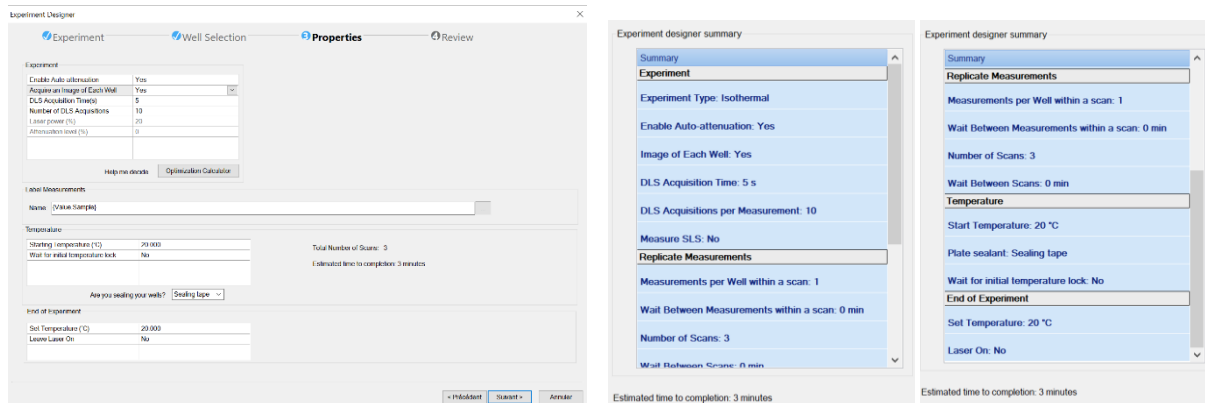 Experiment Designer
Experiment
Well Selection
3 Properties
4 Review
Experiment
Enable Auto attenuation Yes
Acquire an Image of Each Well Yes
DLS Acquisition Time(s) 5
Number of DLS Acquisitions 10
Laser power (%) 20
Attenuation level (%) 0
Help me decide Optimization Calculator
Label Measurements
Name: {Value.Sample}
Temperature
Starting Temperature (°C) 20.000
Wait for initial temperature lock No
Total Number of Scans: 3
Estimated time to completion: 3 minutes
Are you sealing your wells? Sealing tape
End of Experiment
Set Temperature (°C) 20.000
Leave Laser On No
< Précédent Suivant > Annuler
Experiment designer summary
Summary
Experiment
Experiment Type: Isothermal
Enable Auto-attenuation: Yes
Image of Each Well: Yes
DLS Acquisition Time: 5 s
DLS Acquisitions per Measurement: 10
Measure SLS: No
Replicate Measurements
Measurements per Well within a scan: 1
Wait Between Measurements within a scan: 0 min
Number of Scans: 3
Wait Between Scans: 0 min
Estimated time to completion: 3 minutes
Experiment designer summary
Summary
Replicate Measurements
Measurements per Well within a scan: 1
Wait Between Measurements within a scan: 0 min
Number of Scans: 3
Wait Between Scans: 0 min
Temperature
Start Temperature: 20 °C
Plate sealant: Sealing tape
Wait for initial temperature lock: No
End of Experiment
Set Temperature: 20 °C
Laser On: No
Estimated time to completion: 3 minutes